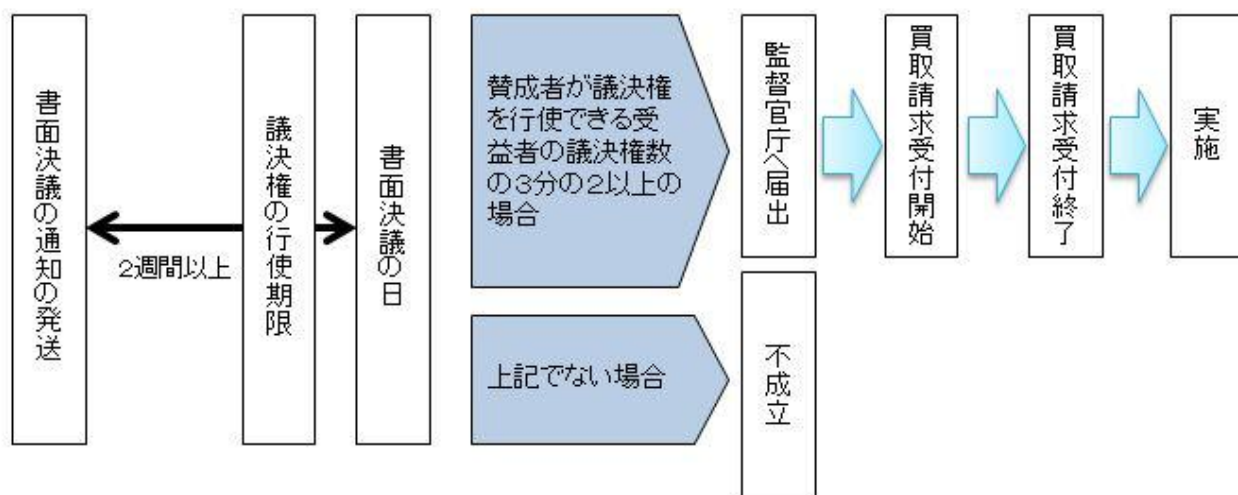 書面決議の通知の発送
2週間以上
議決権の行使期限
書面決議の日
賛成者が議決権
を行使できる受
益者の議決権数
の3分の2以上の
場合
監督官庁へ届出
買取請求受付開始
買取請求受付終了
実施
上記でない場合
不成立